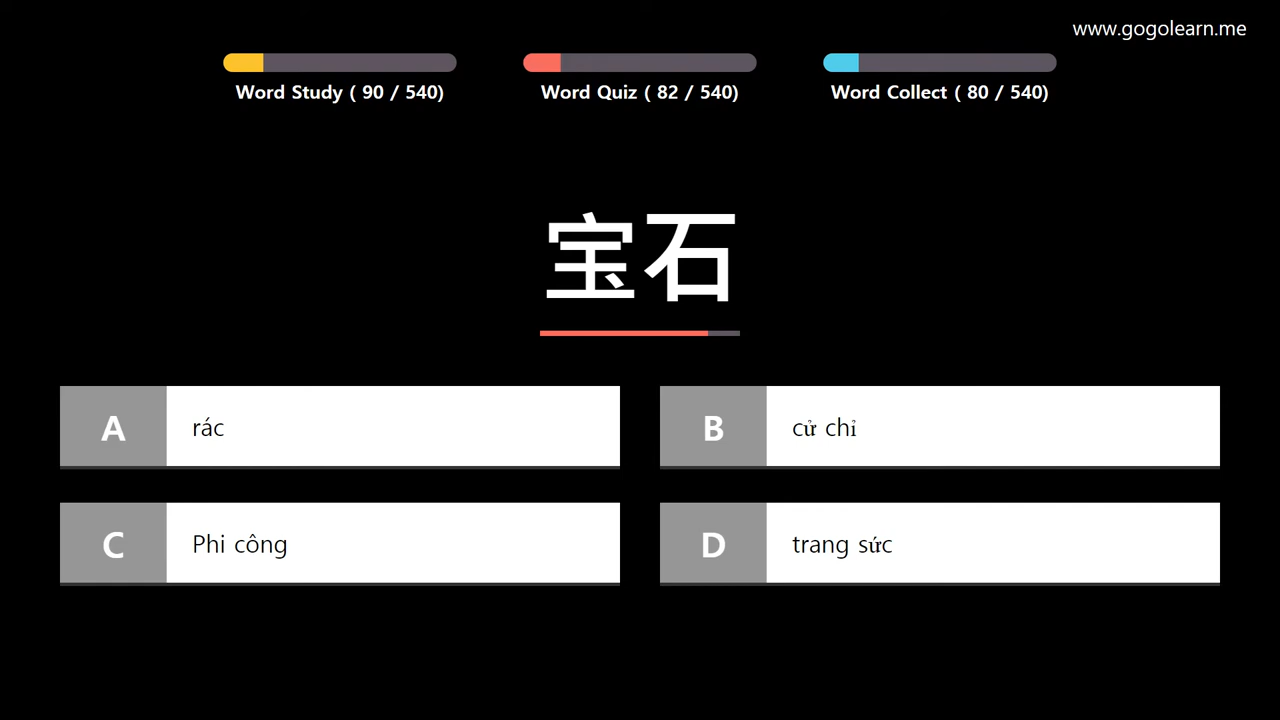 www.gogolearn.me
Word Study ( 90 / 540)
Word Quiz ( 82 / 540)
Word Collect ( 80 / 540)
宝石
A rác
B cử chỉ
C Phi công
D trang sức